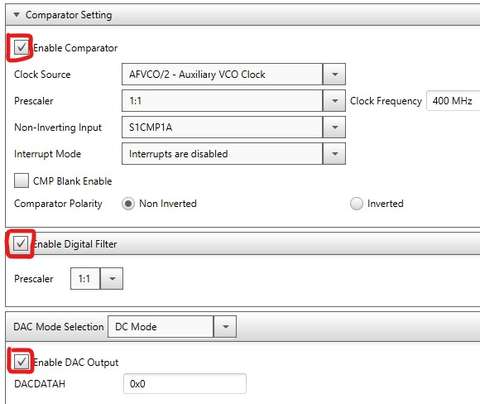 Comparator Setting
Enable Comparator
Clock Source AFVCO/2 - Auxiliary VCO Clock
Prescaler 1:1 Clock Frequency 400 MHz
Non-Inverting Input S1CMP1A
Interrupt Mode Interrupts are disabled
CMP Blank Enable
Comparator Polarity Non Inverted Inverted
Enable Digital Filter
Prescaler 1:1
DAC Mode Selection DC Mode
Enable DAC Output
DACDATAH 0x0